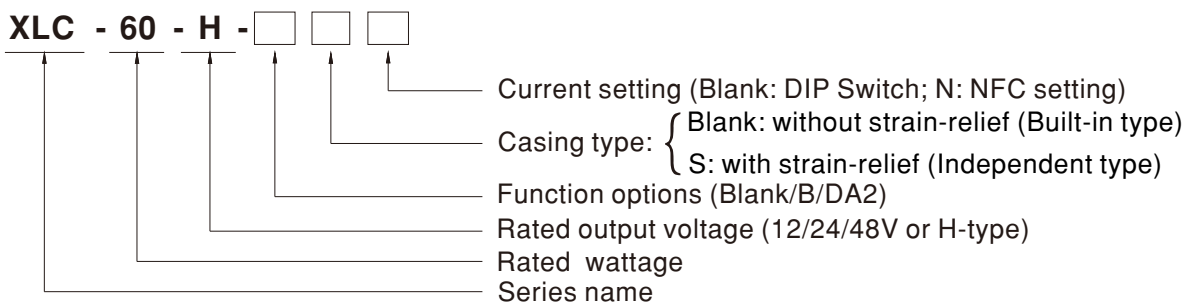 XLC - 60 - H -
Current setting (Blank: DIP Switch; N: NFC setting)
Casing type:
Blank: without strain-relief (Built-in type)
S: with strain-relief (Independent type)
Function options (Blank/B/DA2)
Rated output voltage (12/24/48V or H-type)
Rated wattage
Series name